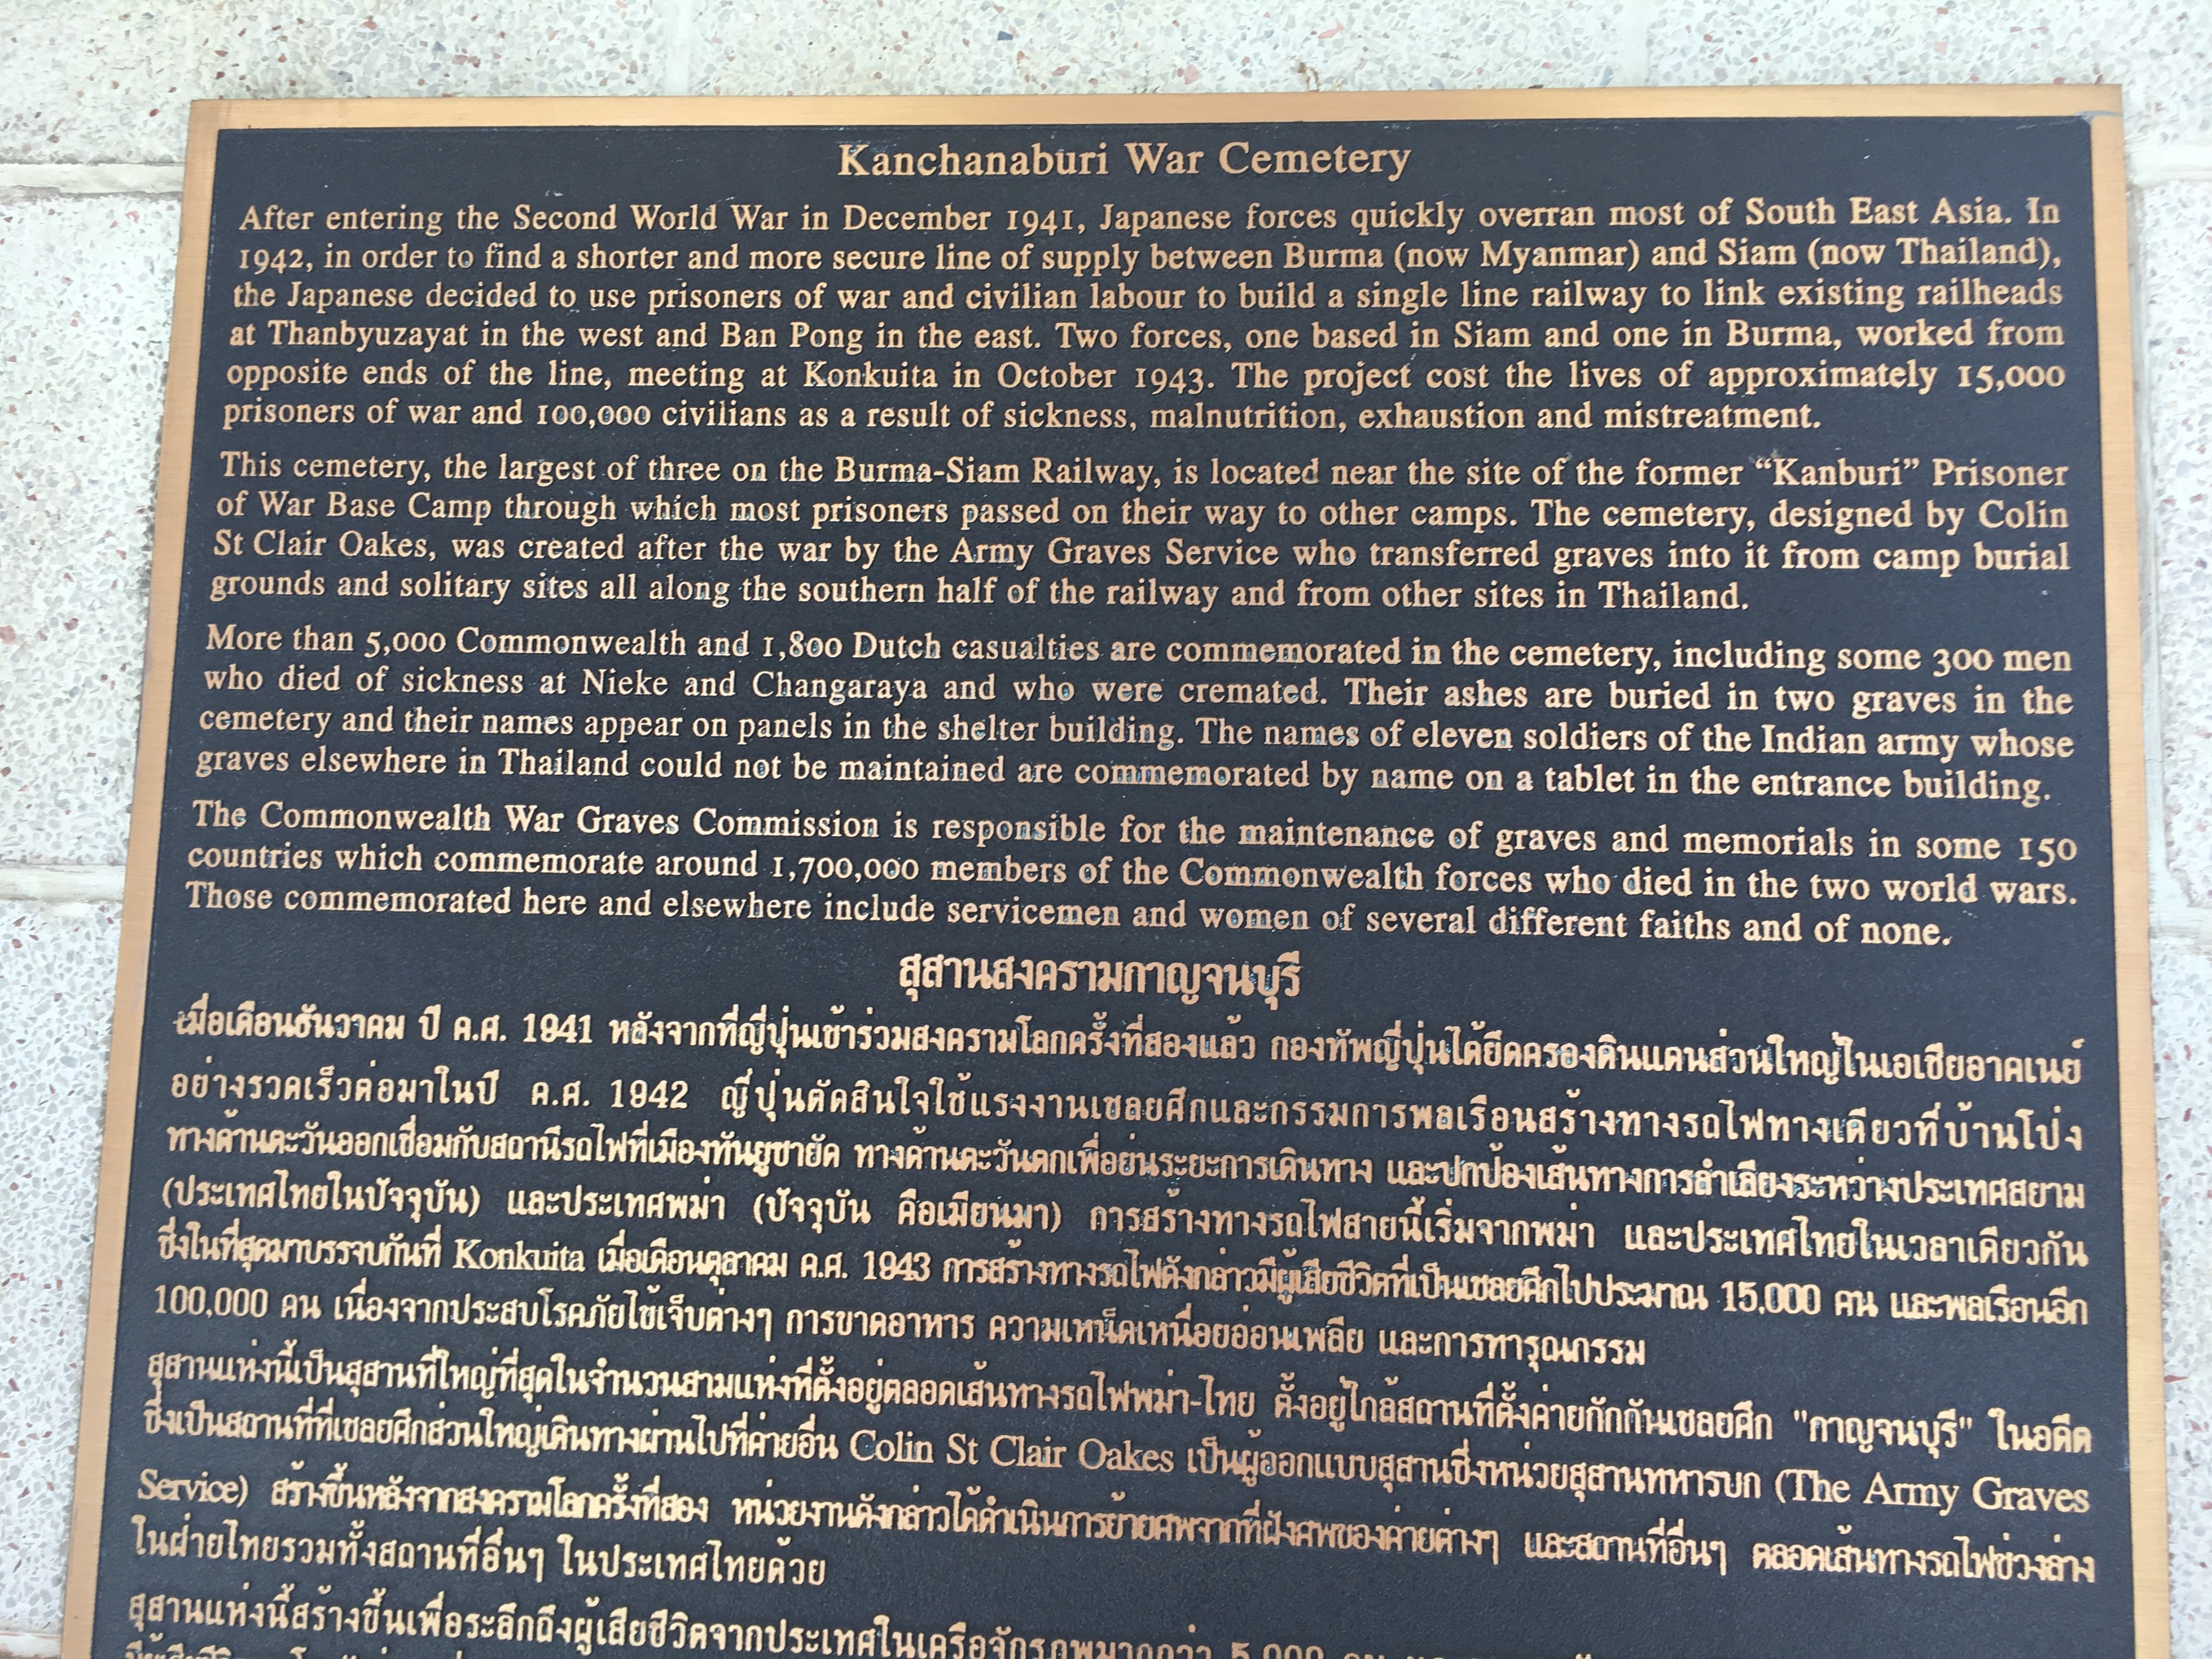 Kanchanaburi War Cemetery
After entering the Second World War in December 1941, Japanese forces quickly overran most of South East Asia. In
1942, in order to find a shorter and more secure line of supply between Burma (now Myanmar) and Siam (now Thailand),
the Japanese decided to use prisoners of war and civilian labour to build a single line railway to link existing railheads
at Thanbyuzayat in the west and Ban Pong in the east. Two forces, one based in Siam and one in Burma, worked from
opposite ends of the line, meeting at Konkuita in October 1943. The project cost the lives of approximately 15,000
prisoners of war and 100,000 civilians as a result of sickness, malnutrition, exhaustion and mistreatment.
This cemetery, the largest of three on the Burma-Siam Railway, is located near the site of the former “Kanburi” Prisoner
of War Base Camp through which most prisoners passed on their way to other camps. The cemetery, designed by Colin
St Clair Oakes, was created after the war by the Army Graves Service who transferred graves into it from camp burial
grounds and solitary sites all along the southern half of the railway and from other sites in Thailand.
More than 5,000 Commonwealth and 1,800 Dutch casualties are commemorated in the cemetery, including some 300 men
who died of sickness at Nieke and Changaraya and who were cremated. Their ashes are buried in two graves in the
cemetery and their names appear on panels in the shelter building. The names of eleven soldiers of the Indian army whose
graves elsewhere in Thailand could not be maintained are commemorated by name on a tablet in the entrance building.
The Commonwealth War Graves Commission is responsible for the maintenance of graves and memorials in some 150
countries which commemorate around 1,700,000 members of the Commonwealth forces who died in the two world wars.
Those commemorated here and elsewhere include servicemen and women of several different faiths and of none.
สุสานสงครามกาญจนบุรี
เมื่อเดือนธันวาคม ปี ค.ศ. 1941 หลังจากที่ญี่ปุ่นเข้าร่วมสงครามโลกครั้งที่สองแล้ว กองทัพญี่ปุ่นได้ยึดครองดินแดนส่วนใหญ่ในเอเชียอาคเนย์
อย่างรวดเร็วต่อมาในปี ค.ศ. 1942 ญี่ปุ่นตัดสินใจใช้แรงงานเชลยศึกและกรรมการพลเรือนสร้างทางรถไฟทางเดียวที่บ้านโป่ง
ทางด้านตะวันออกเชื่อมกับสถานีรถไฟที่เมืองทันยูซายัด ทางด้านตะวันตกเพื่อย่นระยะการเดินทาง และปกป้องเส้นทางการลำเลียงระหว่างประเทศสยาม
(ประเทศไทยในปัจจุบัน) และประเทศพม่า (ปัจจุบัน คือเมียนมา) การสร้างทางรถไฟสายนี้เริ่มจากพม่า และประเทศไทยในเวลาเดียวกัน
ซึ่งในที่สุดมาบรรจบกันที่ Konkuita เมื่อเดือนตุลาคม ค.ศ. 1943 การสร้างทางรถไฟดังกล่าวมีผู้เสียชีวิตที่เป็นเชลยศึกไปประมาณ 15,000 คน และพลเรือนอีก
100,000 คน เนื่องจากประสบโรคภัยไข้เจ็บต่างๆ การขาดอาหาร ความเหน็ดเหนื่อยอ่อนเพลีย และการทารุณกรรม
สุสานแห่งนี้เป็นสุสานที่ใหญ่ที่สุดในจำนวนสามแห่งที่ตั้งอยู่ตลอดเส้นทางรถไฟพม่า-ไทย ตั้งอยู่ใกล้สถานที่ตั้งค่ายกักกันเชลยศึก "กาญจนบุรี" ในอดีต
ซึ่งเป็นสถานที่ที่เชลยศึกส่วนใหญ่เดินทางผ่านไปที่ค่ายอื่น Colin St Clair Oakes เป็นผู้ออกแบบสุสานซึ่งหน่วยสุสานทหารบก (The Army Graves
Service) สร้างขึ้นหลังจากสงครามโลกครั้งที่สอง หน่วยงานดังกล่าวได้ดำเนินการย้ายศพจากที่ฝังศพของค่ายต่างๆ และสถานที่อื่นๆ ตลอดเส้นทางรถไฟช่วงล่าง
ในฝ่ายไทยรวมทั้งสถานที่อื่นๆ ในประเทศไทยด้วย
สุสานแห่งนี้สร้างขึ้นเพื่อระลึกถึงผู้เสียชีวิตจากประเทศในเครือจักรภพมากกว่า 5,000 คน